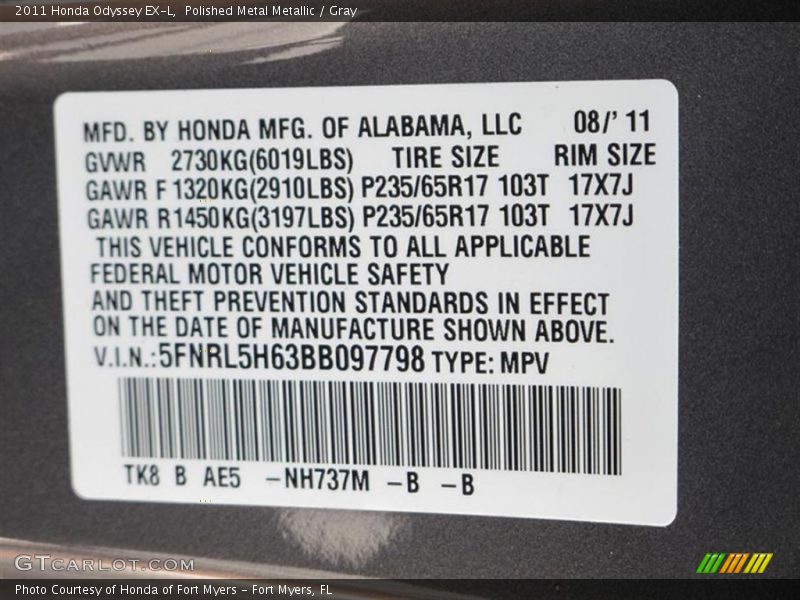 2011 Honda Odyssey EX-L, Polished Metal Metallic / Gray
MFD. BY HONDA MFG. OF ALABAMA, LLC 08/' 11
GVWR 2730KG(6019LBS) TIRE SIZE RIM SIZE
GAWR F 1320KG(2910LBS) P235/65R17 103T 17X7J
GAWR R1450KG(3197LBS) P235/65R17 103T 17X7J
THIS VEHICLE CONFORMS TO ALL APPLICABLE
FEDERAL MOTOR VEHICLE SAFETY
AND THEFT PREVENTION STANDARDS IN EFFECT
ON THE DATE OF MANUFACTURE SHOWN ABOVE.
V.I.N.:5FNRL5H63BB097798 TYPE: MPV
TK8 B AE5 -NH737M -B -B
GTCARLOT.COM
Photo Courtesy of Honda of Fort Myers - Fort Myers, FL